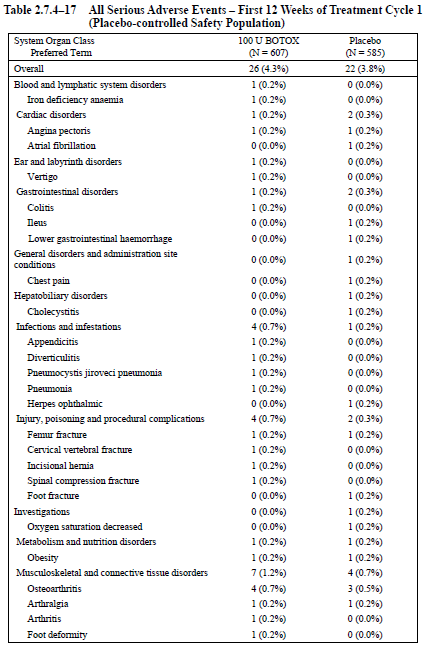 Table 2.7.4–17 All Serious Adverse Events – First 12 Weeks of Treatment Cycle 1
(Placebo-controlled Safety Population)
System Organ Class 100 U BOTOX Placebo
Preferred Term (N = 607) (N = 585)
Overall 26 (4.3%) 22 (3.8%)
Blood and lymphatic system disorders 1 (0.2%) 0 (0.0%)
Iron deficiency anaemia 1 (0.2%) 0 (0.0%)
Cardiac disorders 1 (0.2%) 2 (0.3%)
Angina pectoris 1 (0.2%) 1 (0.2%)
Atrial fibrillation 0 (0.0%) 1 (0.2%)
Ear and labyrinth disorders 1 (0.2%) 0 (0.0%)
Vertigo 1 (0.2%) 0 (0.0%)
Gastrointestinal disorders 1 (0.2%) 2 (0.3%)
Colitis 1 (0.2%) 0 (0.0%)
Ileus 0 (0.0%) 1 (0.2%)
Lower gastrointestinal haemorrhage 0 (0.0%) 1 (0.2%)
General disorders and administration site
conditions 0 (0.0%) 1 (0.2%)
Chest pain 0 (0.0%) 1 (0.2%)
Hepatobiliary disorders 0 (0.0%) 1 (0.2%)
Cholecystitis 0 (0.0%) 1 (0.2%)
Infections and infestations 4 (0.7%) 1 (0.2%)
Appendicitis 1 (0.2%) 0 (0.0%)
Diverticulitis 1 (0.2%) 0 (0.0%)
Pneumocystis jiroveci pneumonia 1 (0.2%) 0 (0.0%)
Pneumonia 1 (0.2%) 0 (0.0%)
Herpes ophthalmic 0 (0.0%) 1 (0.2%)
Injury, poisoning and procedural complications 4 (0.7%) 2 (0.3%)
Femur fracture 1 (0.2%) 1 (0.2%)
Cervical vertebral fracture 1 (0.2%) 0 (0.0%)
Incisional hernia 1 (0.2%) 0 (0.0%)
Spinal compression fracture 1 (0.2%) 0 (0.0%)
Foot fracture 0 (0.0%) 1 (0.2%)
Investigations 0 (0.0%) 1 (0.2%)
Oxygen saturation decreased 0 (0.0%) 1 (0.2%)
Metabolism and nutrition disorders 1 (0.2%) 1 (0.2%)
Obesity 1 (0.2%) 1 (0.2%)
Musculoskeletal and connective tissue disorders 7 (1.2%) 4 (0.7%)
Osteoarthritis 4 (0.7%) 3 (0.5%)
Arthralgia 1 (0.2%) 1 (0.2%)
Arthritis 1 (0.2%) 0 (0.0%)
Foot deformity 1 (0.2%) 0 (0.0%)